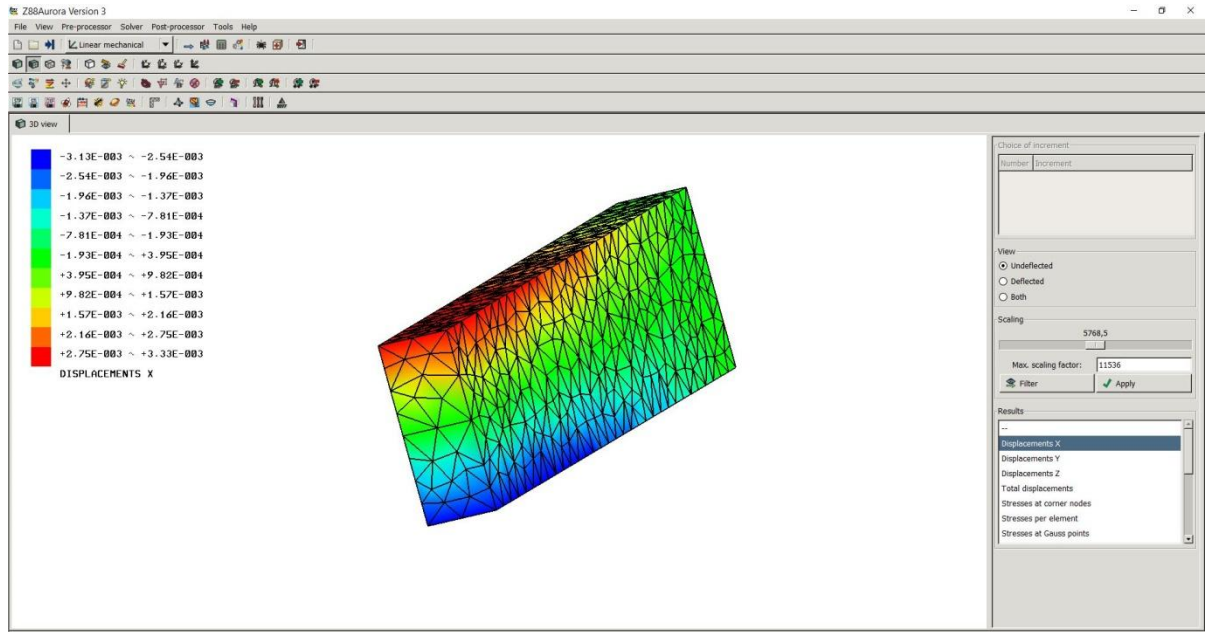 Z88Aurora Version 3
File View Pre-processor Solver Post-processor Tools Help
Linear mechanical
3D view
-3.13E-003 ~ -2.54E-003
-2.54E-003 ~ -1.96E-003
-1.96E-003 ~ -1.37E-003
-1.37E-003 ~ -7.81E-004
-7.81E-004 ~ -1.93E-004
-1.93E-004 ~ +3.95E-004
+3.95E-004 ~ +9.82E-004
+9.82E-004 ~ +1.57E-003
+1.57E-003 ~ +2.16E-003
+2.16E-003 ~ +2.75E-003
+2.75E-003 ~ +3.33E-003
DISPLACEMENTS X
Choice of increment
Number Increment
View
Undeflected
Deflected
Both
Scaling
5768,5
Max. scaling factor: 11536
Filter Apply
Results
--
Displacements X
Displacements Y
Displacements Z
Total displacements
Stresses at corner nodes
Stresses per element
Stresses at Gauss points